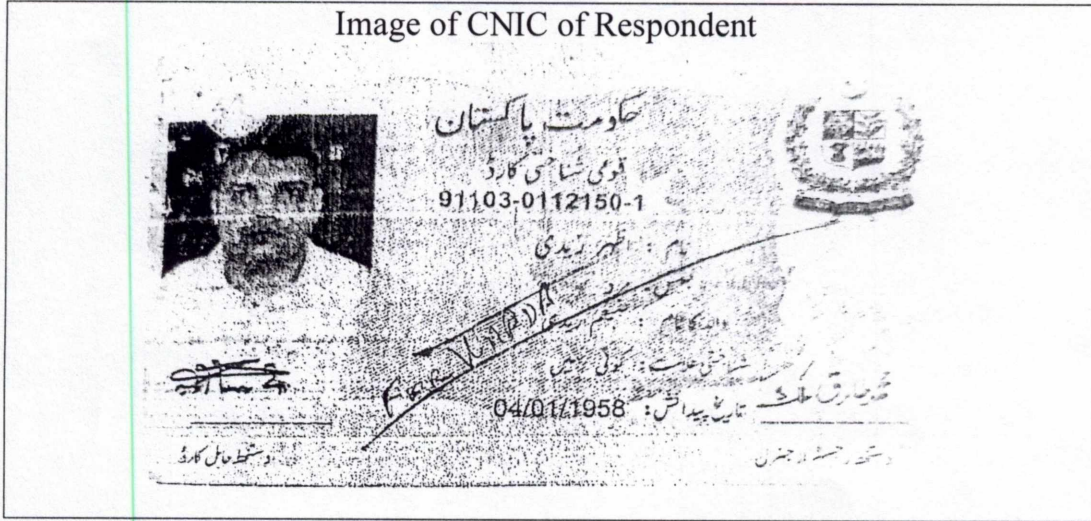 Image of CNIC of Respondent
حکومت پاکستان
قومی شناختی کارڈ
91103-0112150-1
نام : اظہر زیدی
والد کا نام :
شناختی علامت : کوئی نہیں
تاریخ پیدائش : 04/01/1958
دستخط حامل کارڈ
دستخط رجسٹرار جنرل